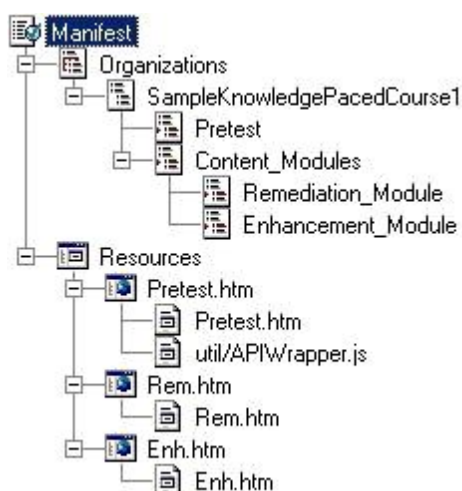 Manifest
Organizations
SampleKnowledgePacedCourse1
Pretest
Content_Modules
Remediation_Module
Enhancement_Module
Resources
Pretest.htm
Pretest.htm
util/APIWrapper.js
Rem.htm
Rem.htm
Enh.htm
Enh.htm